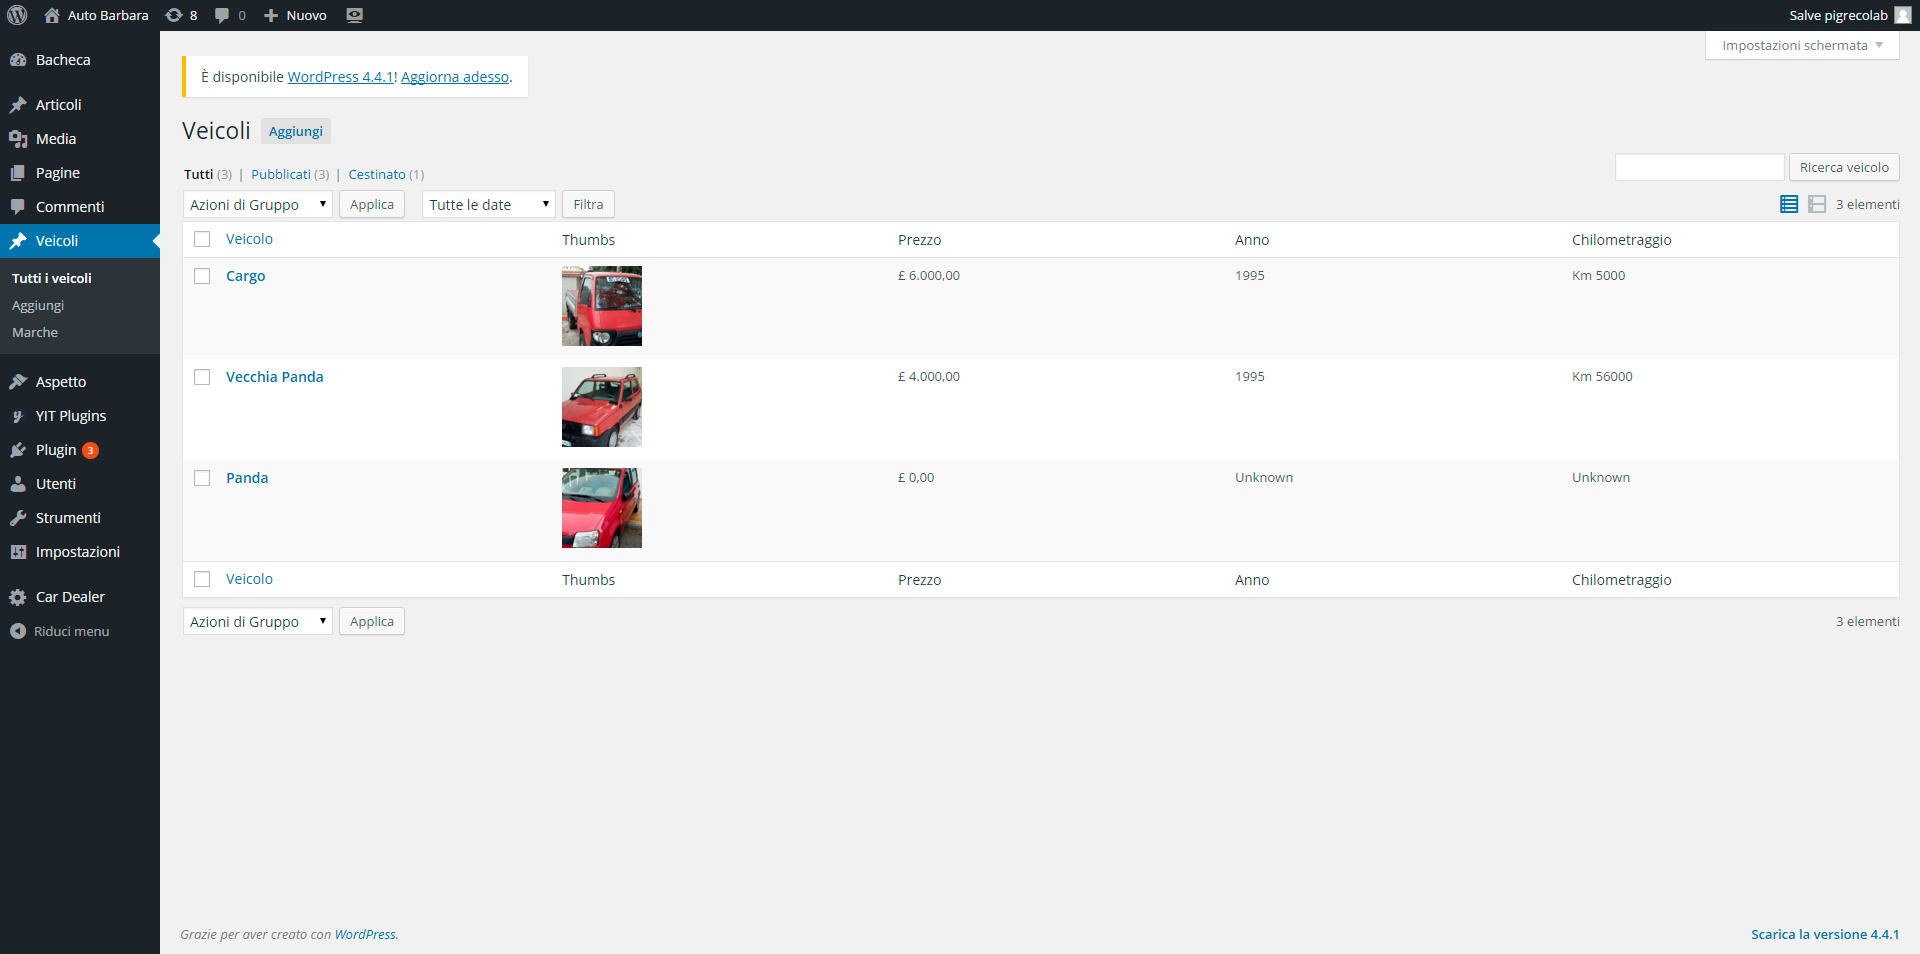 Auto Barbara 8 0 Nuovo Salve pigrecolab
Impostazioni schermata
Bacheca
Articoli
Media
Pagine
Commenti
Veicoli
Tutti i veicoli
Aggiungi
Marche
Aspetto
YIT Plugins
Plugin 3
Utenti
Strumenti
Impostazioni
Car Dealer
Riduci menu
È disponibile WordPress 4.4.1! Aggiorna adesso.
Veicoli Aggiungi
Tutti (3) | Pubblicati (3) | Cestinato (1)
Ricerca veicolo
Azioni di Gruppo Applica Tutte le date Filtra 3 elementi
Veicolo Thumbs Prezzo Anno Chilometraggio
Cargo £ 6.000,00 1995 Km 5000
Vecchia Panda £ 4.000,00 1995 Km 56000
Panda £ 0,00 Unknown Unknown
Veicolo Thumbs Prezzo Anno Chilometraggio
Azioni di Gruppo Applica 3 elementi
Grazie per aver creato con WordPress. Scarica la versione 4.4.1